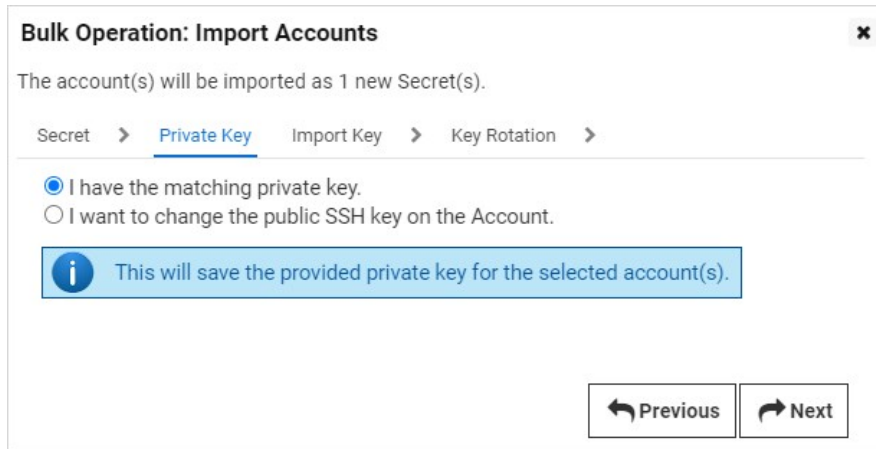 Bulk Operation: Import Accounts
The account(s) will be imported as 1 new Secret(s).
Secret > Private Key Import Key > Key Rotation >
I have the matching private key.
I want to change the public SSH key on the Account.
This will save the provided private key for the selected account(s).
Previous Next